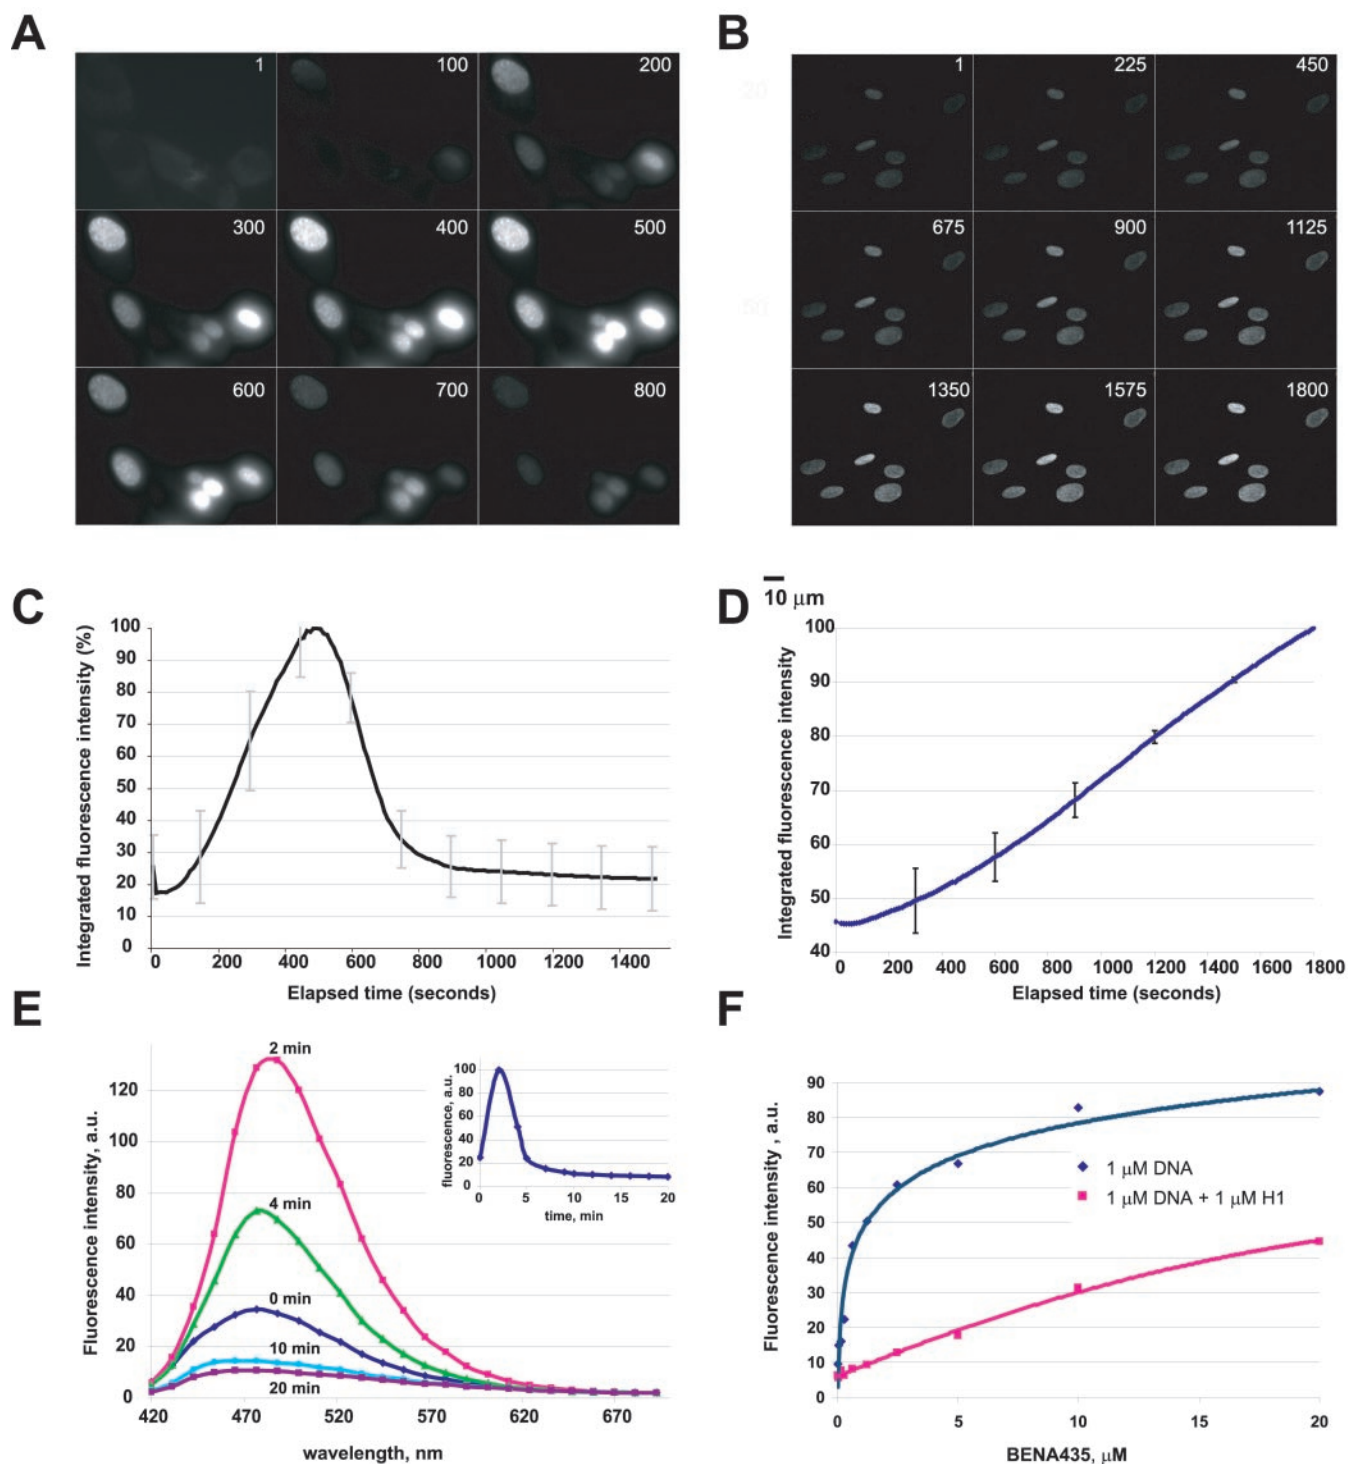 A
B
1
100
200
300
400
500
600
700
800
1
225
450
675
900
1125
1350
1575
1800
10 μm
C
Integrated fluorescence intensity (%)
100
90
80
70
60
50
40
30
20
10
0
0 200 400 600 800 1000 1200 1400
Elapsed time (seconds)
D
Integrated fluorescence intensity
100
90
80
70
60
50
40
0 200 400 600 800 1000 1200 1400 1600 1800
Elapsed time (seconds)
E
Fluorescence intensity, a.u.
120
100
80
60
40
20
0
420 470 520 570 620 670
wavelength, nm
2 min
4 min
0 min
10 min
20 min
fluorescence, a.u.
100
80
60
40
20
0
0 5 10 15 20
time, min
F
Fluorescence intensity , a.u.
90
80
70
60
50
40
30
20
10
0
0 5 10 15 20
BENA435, μM
1 μM DNA
1 μM DNA + 1 μM H1